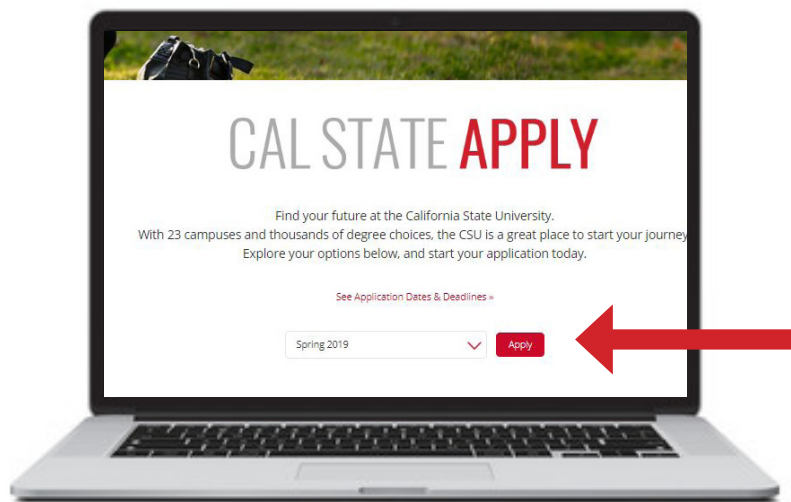 CAL STATE APPLY
Find your future at the California State University.
With 23 campuses and thousands of degree choices, the CSU is a great place to start your journey
Explore your options below, and start your application today.
See Application Dates & Deadlines »
Spring 2019
Apply